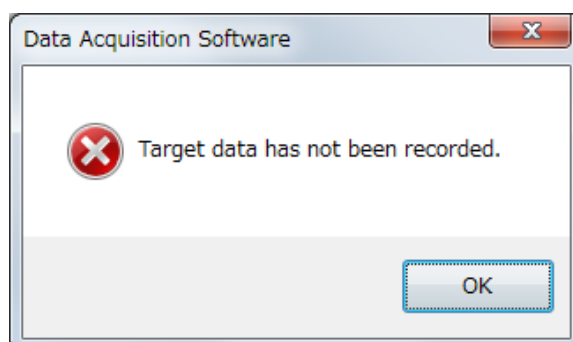 Data Acquisition Software
Target data has not been recorded.
OK